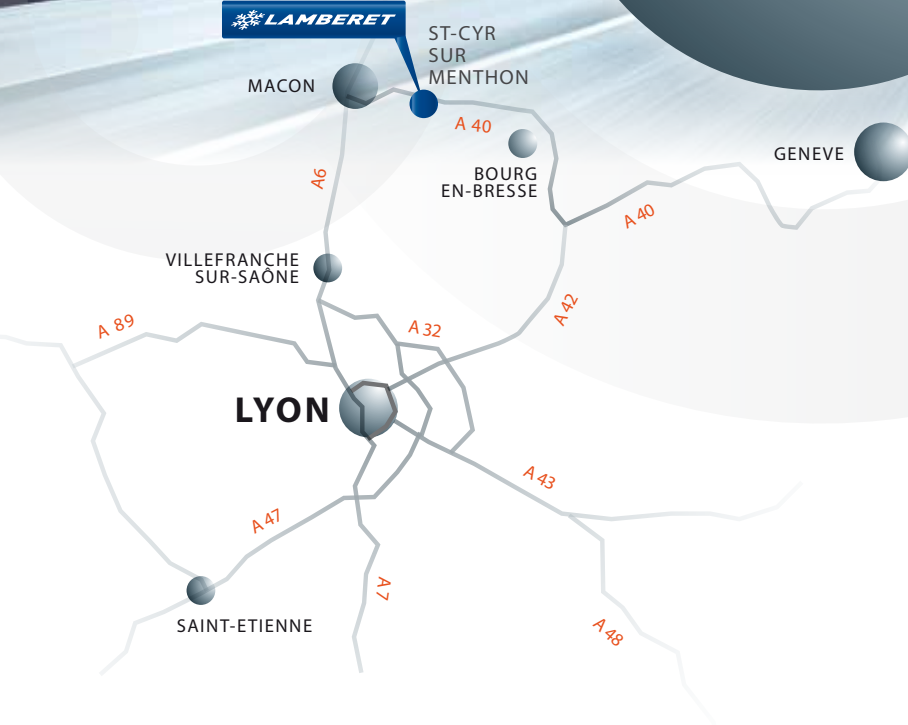 LAMBERET
ST-CYR
SUR
MENTHON
MACON
A 40
GENEVE
BOURG
EN-BRESSE
A6
A 40
VILLEFRANCHE
SUR-SAÔNE
A 42
A 89
A 32
LYON
A 43
A 47
A 7
SAINT-ETIENNE
A 48